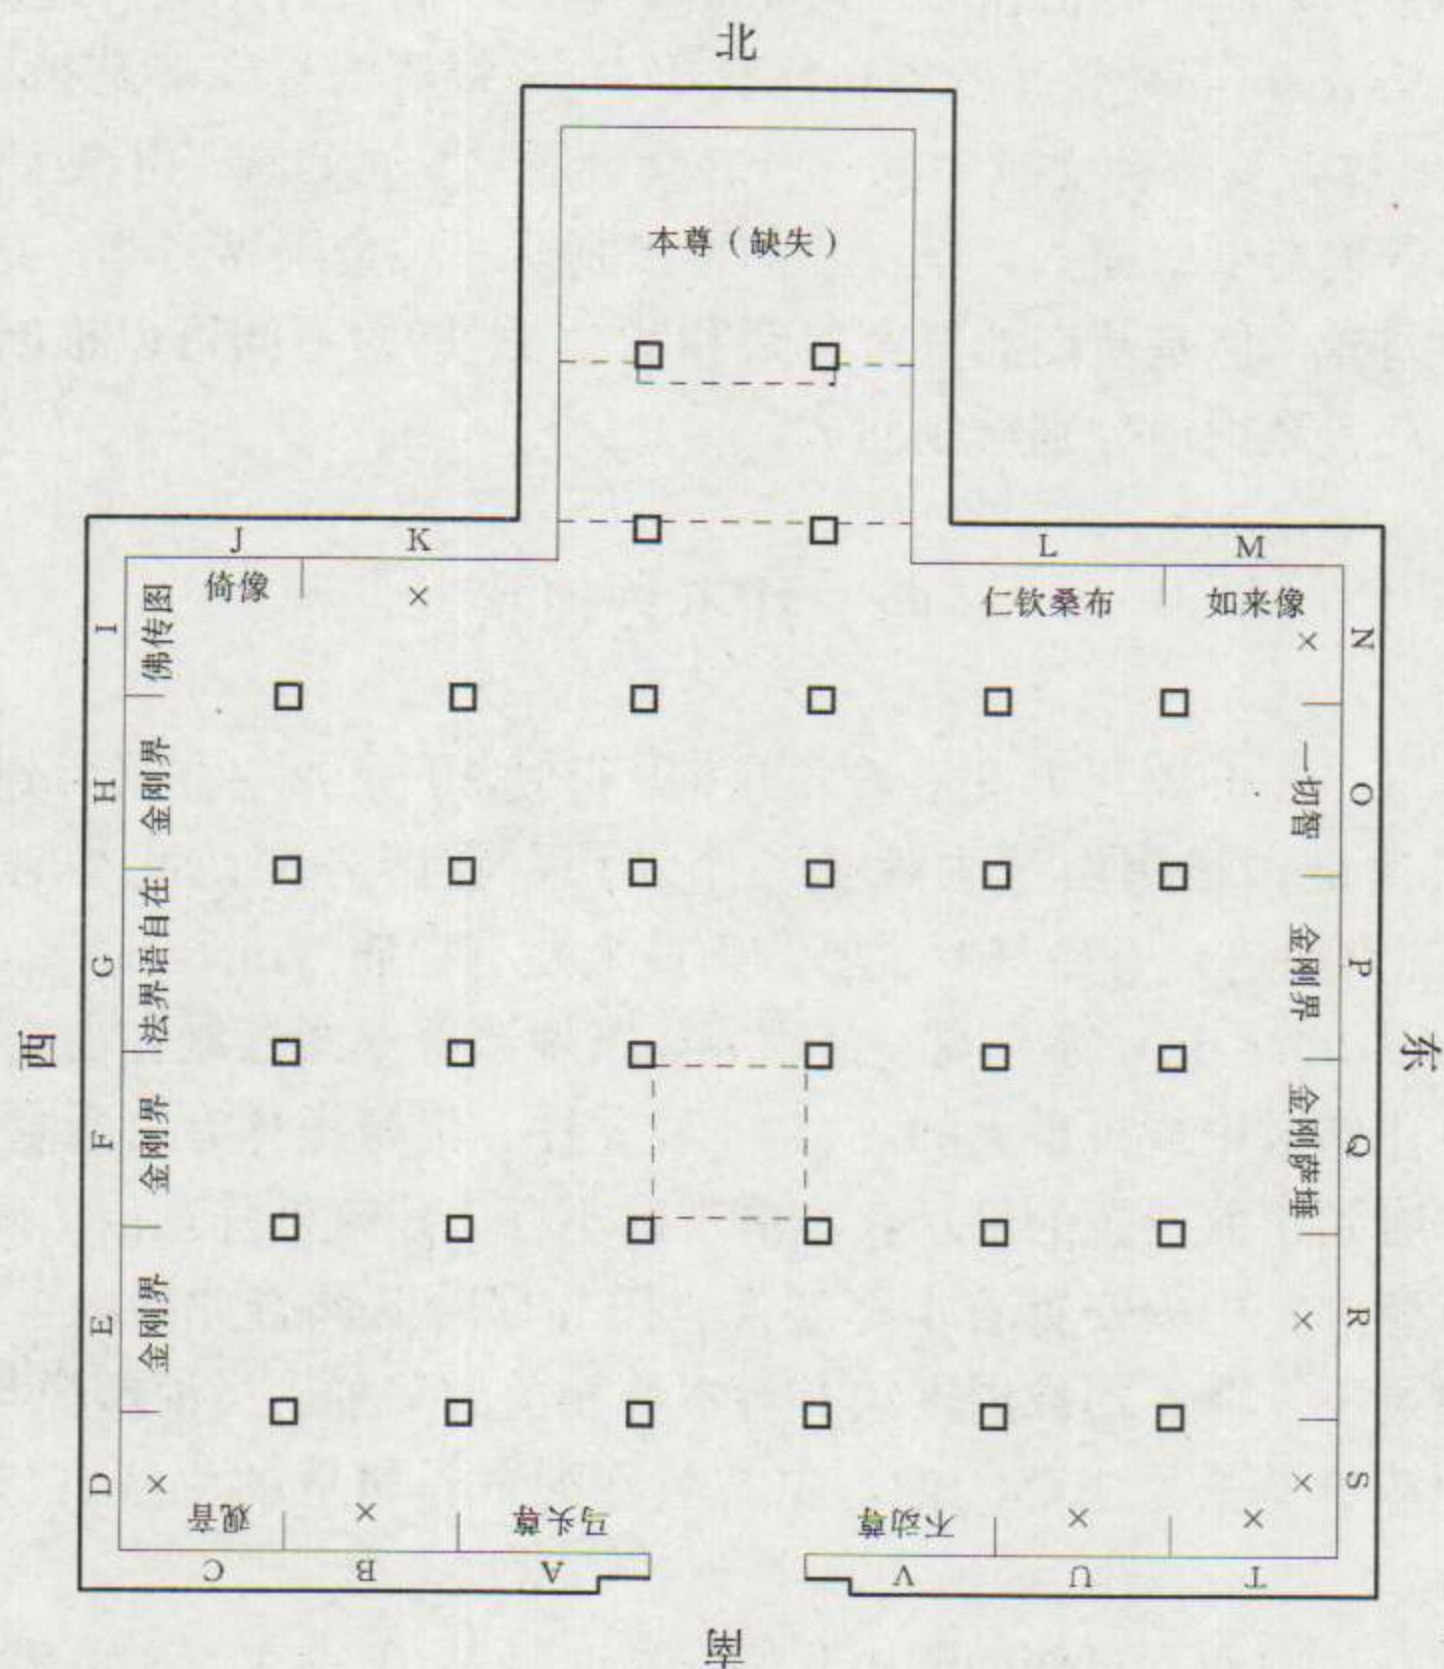 北
本尊（缺失）
J K L M
倚像 × 仁钦桑布 如来像
I 佛传图 × N
H 金刚界 一切智 O
G 法界语自在 金刚界 P
西 东
F 金刚界 金刚萨埵 Q
E 金刚界 × R
D × × S
观音 × 马头尊 不动尊 × ×
C B A V U T
南